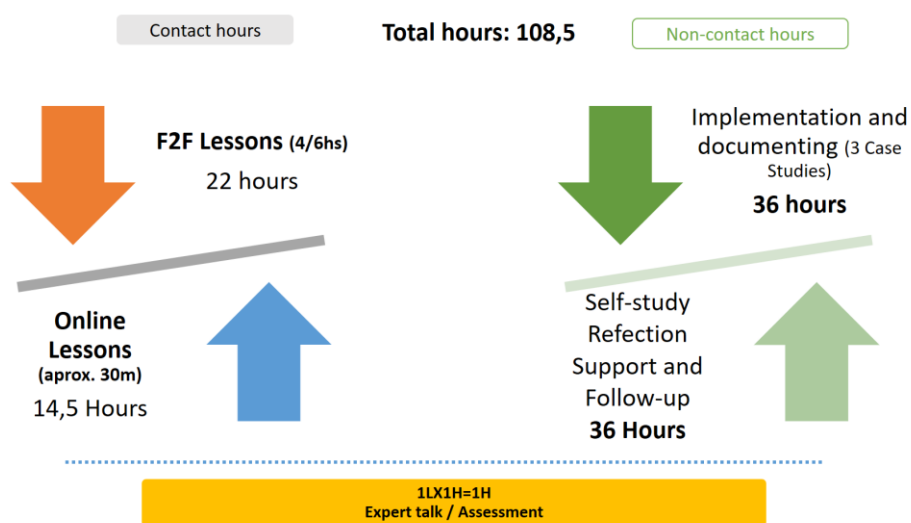 Contact hours
Total hours: 108,5
Non-contact hours
F2F Lessons (4/6hs)
22 hours
Implementation and
documenting (3 Case
Studies)
36 hours
Online
Lessons
(aprox. 30m)
14,5 Hours
Self-study
Refection
Support and
Follow-up
36 Hours
1LX1H=1H
Expert talk / Assessment